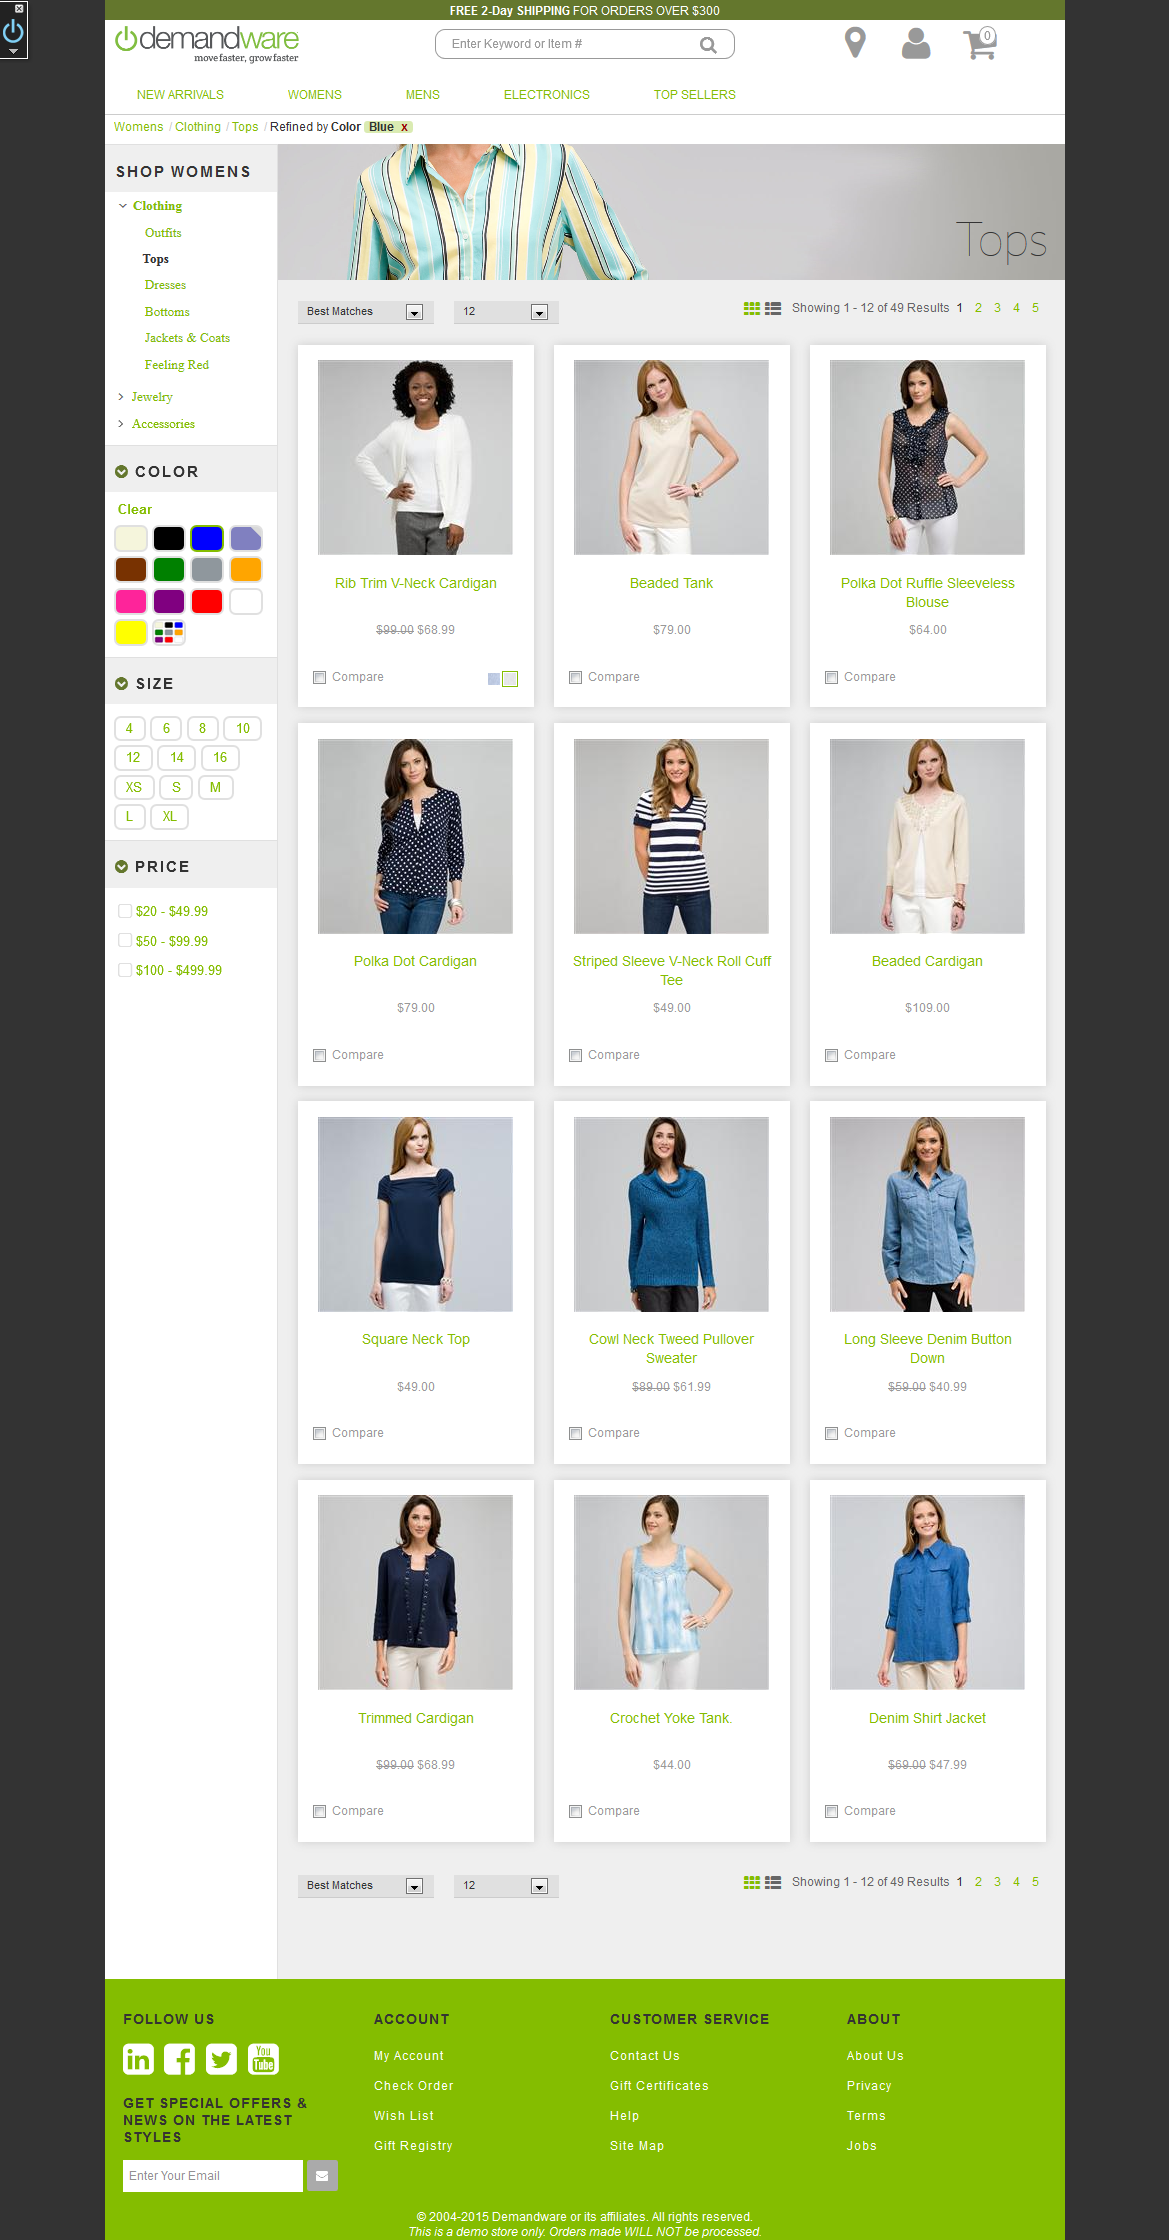 FREE 2-Day SHIPPING FOR ORDERS OVER $300
demandware
move faster, grow faster
Enter Keyword or Item #
0
NEW ARRIVALS WOMENS MENS ELECTRONICS TOP SELLERS
Womens / Clothing / Tops / Refined by Color Blue x
SHOP WOMENS
Clothing
Outfits
Tops
Dresses
Bottoms
Jackets & Coats
Feeling Red
Jewelry
Accessories
COLOR
Clear
SIZE
4 6 8 10
12 14 16
XS S M
L XL
PRICE
$20 - $49.99
$50 - $99.99
$100 - $499.99
Tops
Best Matches 12 Showing 1 - 12 of 49 Results 1 2 3 4 5
Rib Trim V-Neck Cardigan
$99.00 $68.99
Compare
Beaded Tank
$79.00
Compare
Polka Dot Ruffle Sleeveless
Blouse
$64.00
Compare
Polka Dot Cardigan
$79.00
Compare
Striped Sleeve V-Neck Roll Cuff
Tee
$49.00
Compare
Beaded Cardigan
$109.00
Compare
Square Neck Top
$49.00
Compare
Cowl Neck Tweed Pullover
Sweater
$89.00 $61.99
Compare
Long Sleeve Denim Button
Down
$59.00 $40.99
Compare
Trimmed Cardigan
$99.00 $68.99
Compare
Crochet Yoke Tank.
$44.00
Compare
Denim Shirt Jacket
$69.00 $47.99
Compare
Best Matches 12 Showing 1 - 12 of 49 Results 1 2 3 4 5
FOLLOW US
in f You Tube
GET SPECIAL OFFERS &
NEWS ON THE LATEST
STYLES
Enter Your Email
ACCOUNT
My Account
Check Order
Wish List
Gift Registry
CUSTOMER SERVICE
Contact Us
Gift Certificates
Help
Site Map
ABOUT
About Us
Privacy
Terms
Jobs
© 2004-2015 Demandware or its affiliates. All rights reserved.
This is a demo store only. Orders made WILL NOT be processed.